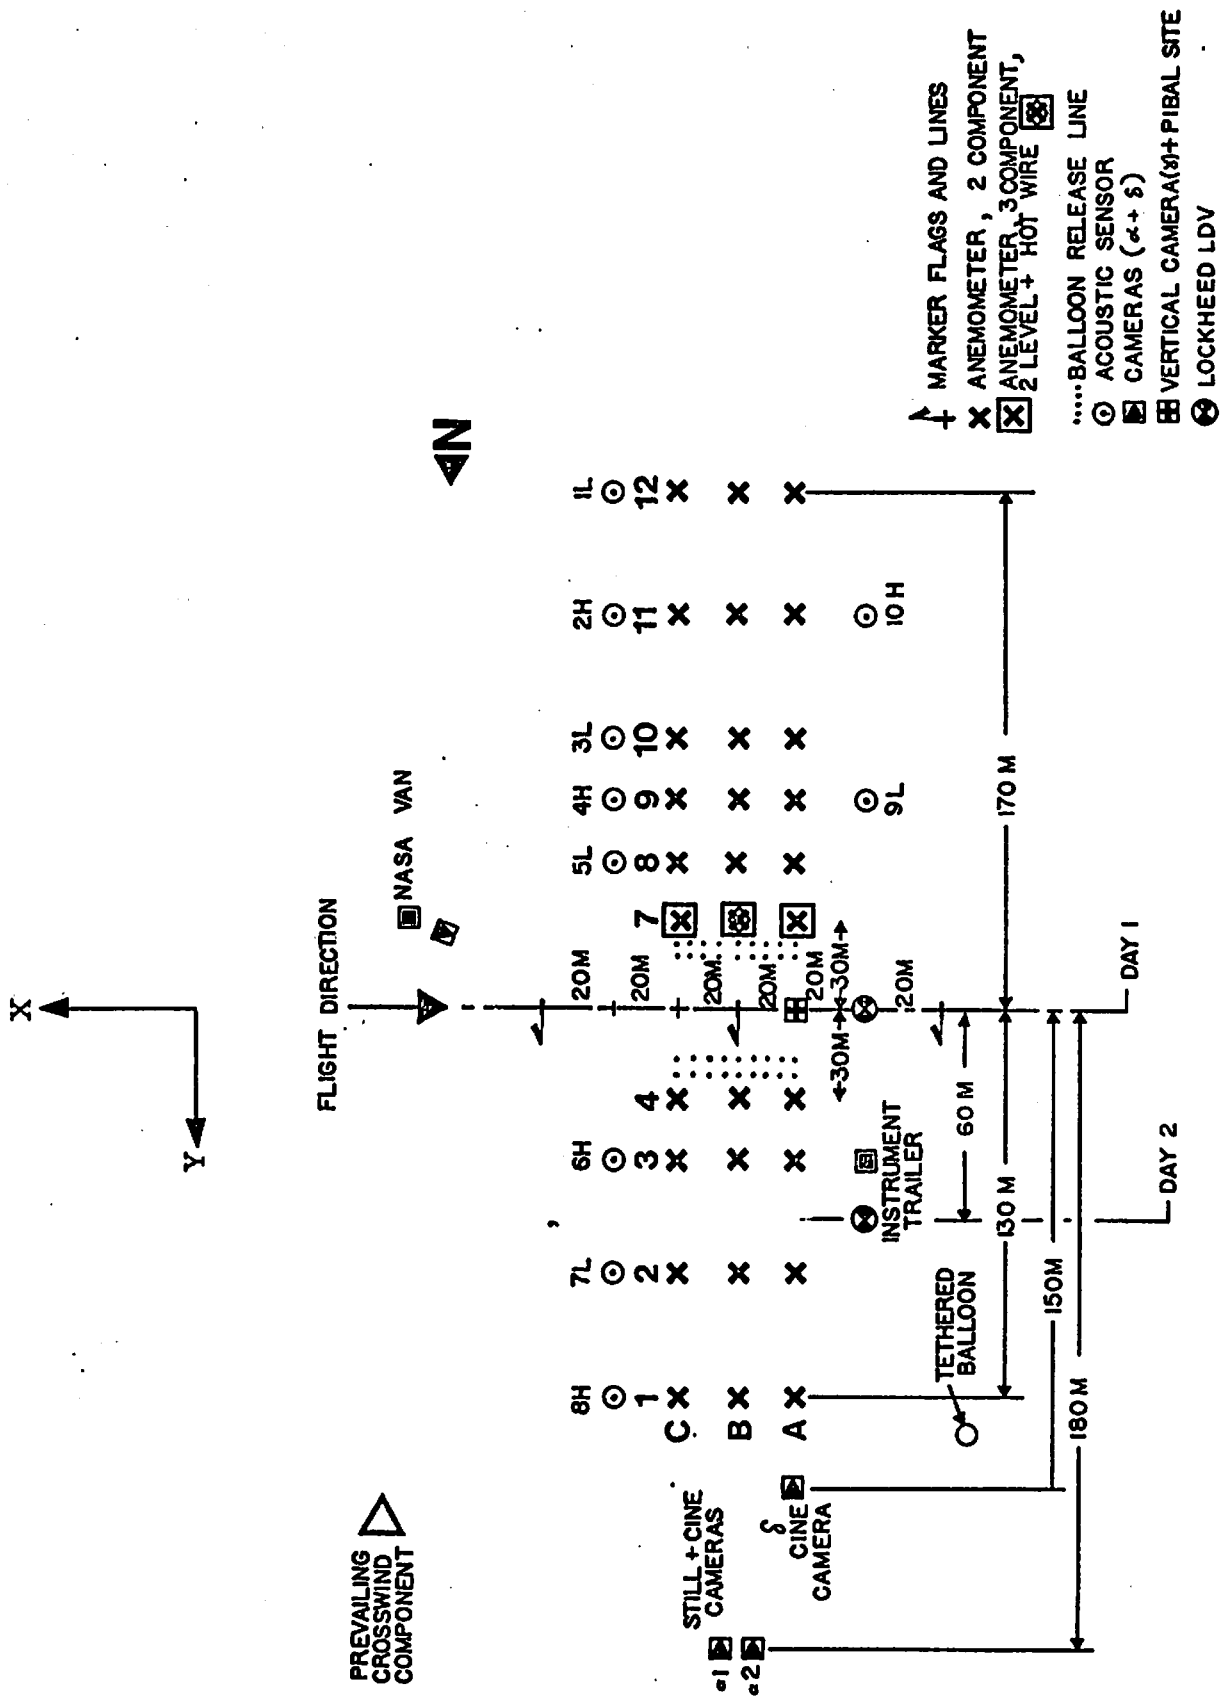 X
Y
FLIGHT DIRECTION
NASA VAN
N
PREVAILING
CROSSWIND
COMPONENT
8H
7L
6H
5L
4H
3L
2H
1L
1
2
3
4
7
8
9
10
11
12
C
B
A
20M
20M
20M
20M
20M
20M
30M
30M
9L
10H
STILL + CINE
CAMERAS
α1
α2
δ
CINE
CAMERA
TETHERED
BALLOON
INSTRUMENT
TRAILER
60 M
130 M
170 M
150M
180M
DAY 1
DAY 2
MARKER FLAGS AND LINES
ANEMOMETER, 2 COMPONENT
ANEMOMETER, 3 COMPONENT,
2 LEVEL + HOT WIRE
BALLOON RELEASE LINE
ACOUSTIC SENSOR
CAMERAS (α + δ)
VERTICAL CAMERA(γ)+ PIBAL SITE
LOCKHEED LDV